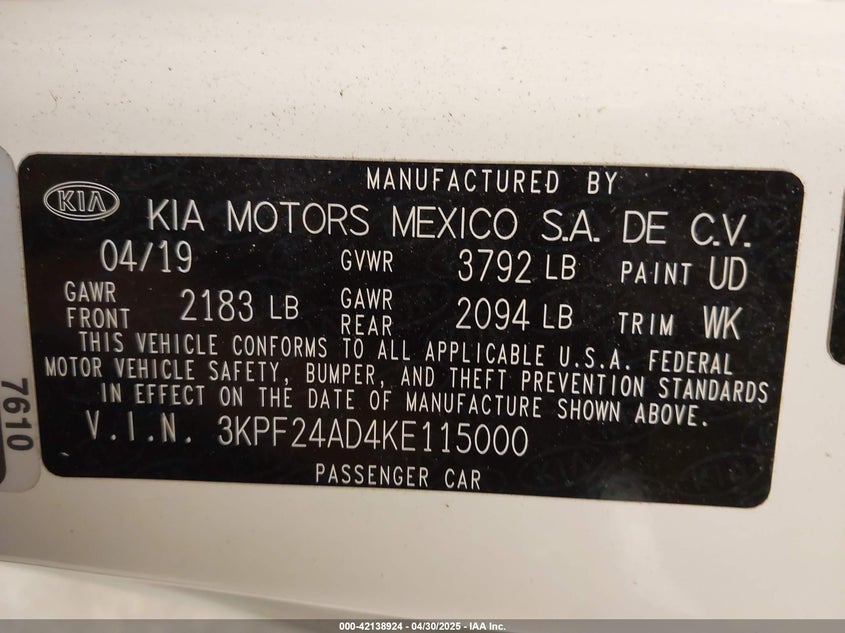 MANUFACTURED BY
KIA KIA MOTORS MEXICO S.A. DE C.V.
04/19 GVWR 3792 LB PAINT UD
GAWR FRONT 2183 LB GAWR REAR 2094 LB TRIM WK
THIS VEHICLE CONFORMS TO ALL APPLICABLE U.S.A. FEDERAL
MOTOR VEHICLE SAFETY, BUMPER, AND THEFT PREVENTION STANDARDS
IN EFFECT ON THE DATE OF MANUFACTURE SHOWN ABOVE.
V.I.N. 3KPF24AD4KE115000
PASSENGER CAR
7610
000-42138924 - 04/30/2025 - IAA Inc.